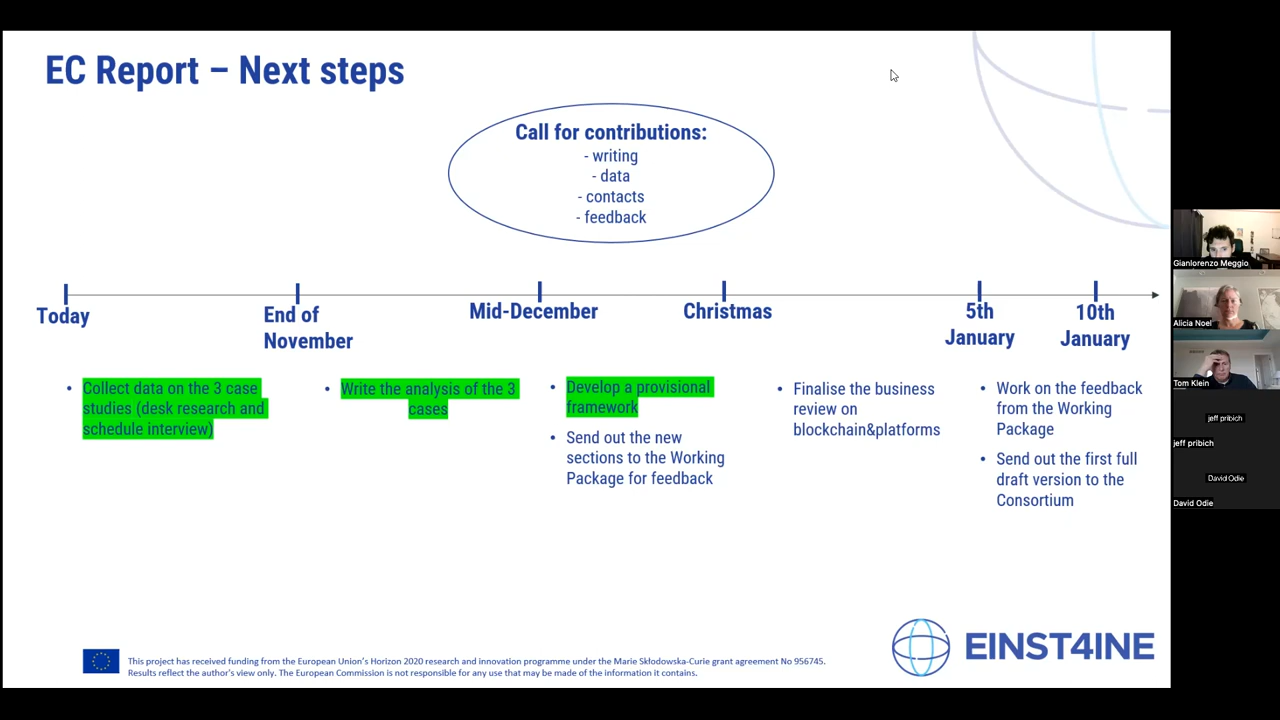 EC Report – Next steps
Call for contributions:
- writing
- data
- contacts
- feedback
Today
End of
November
Mid-December
Christmas
5th
January
10th
January
• Collect data on the 3 case
studies (desk research and
schedule interview)
• Write the analysis of the 3
cases
• Develop a provisional
framework
• Send out the new
sections to the Working
Package for feedback
• Finalise the business
review on
blockchain&platforms
• Work on the feedback
from the Working
Package
• Send out the first full
draft version to the
Consortium
This project has received funding from the European Union's Horizon 2020 research and innovation programme under the Marie Skłodowska-Curie grant agreement No 956745.
Results reflect the author's view only. The European Commission is not responsible for any use that may be made of the information it contains.
EINST4INE
Gianlorenzo Meggio
Alicia Noel
Tom Klein
jeff pribich
jeff pribich
David Odie
David Odie